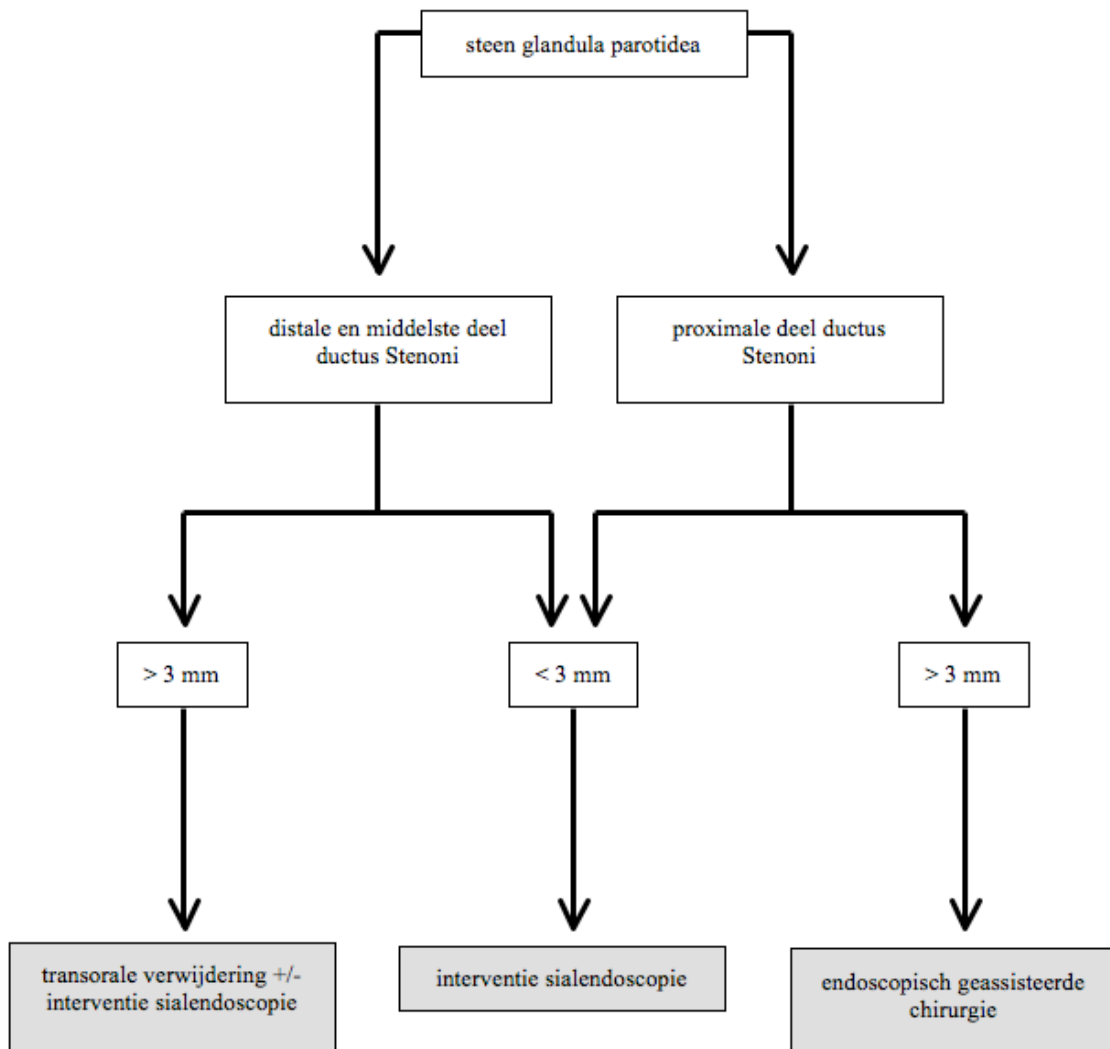 steen glandula parotidea
distale en middelste deel
ductus Stenoni
proximale deel ductus
Stenoni
> 3 mm
< 3 mm
> 3 mm
transorale verwijdering +/-
interventie sialendoscopie
interventie sialendoscopie
endoscopisch geassisteerde
chirurgie